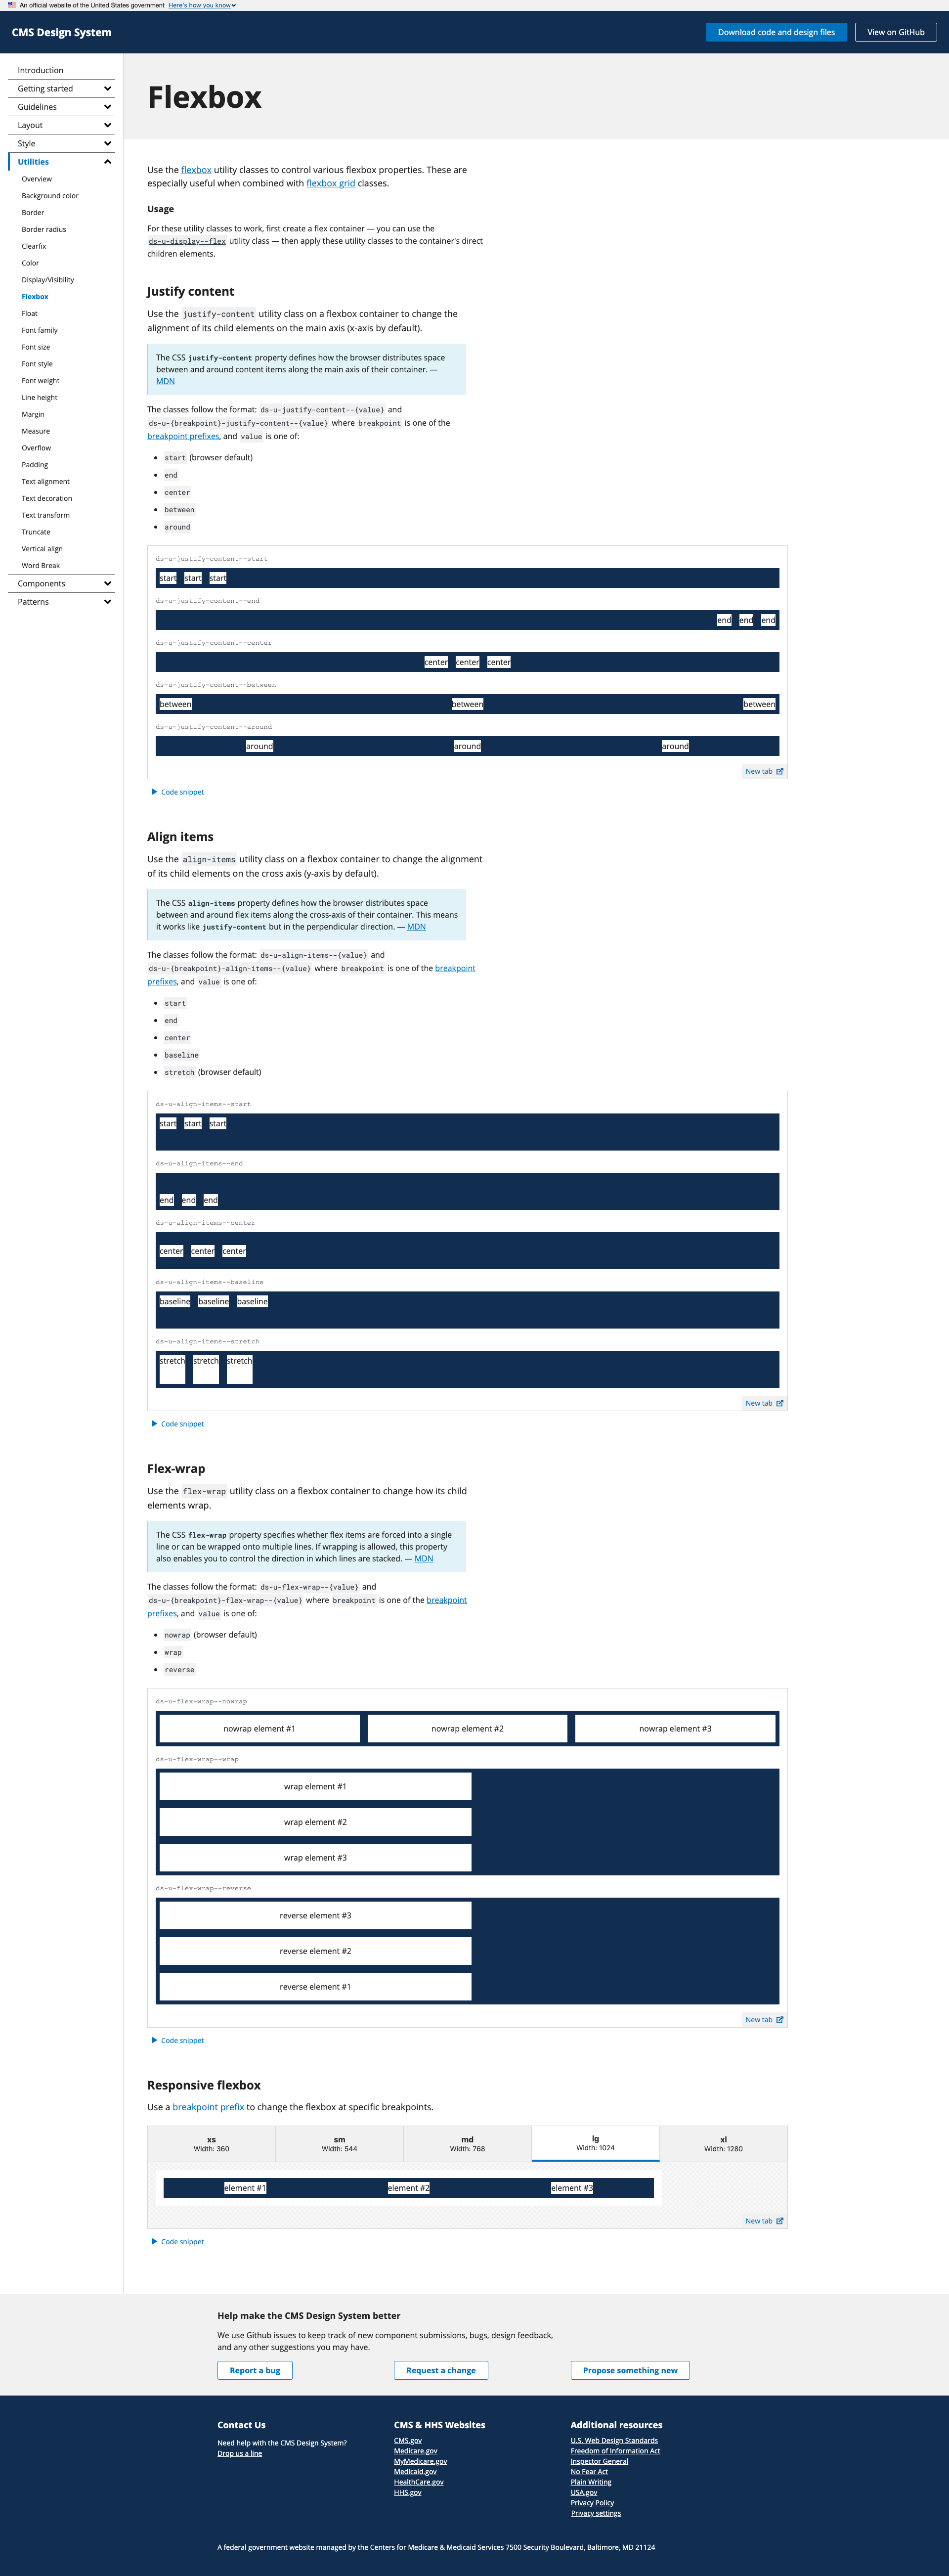 An official website of the United States government Here's how you know
CMS Design System
Download code and design files
View on GitHub
Introduction
Getting started
Guidelines
Layout
Style
Utilities
Overview
Background color
Border
Border radius
Clearfix
Color
Display/Visibility
Flexbox
Float
Font family
Font size
Font style
Font weight
Line height
Margin
Measure
Overflow
Padding
Text alignment
Text decoration
Text transform
Truncate
Vertical align
Word Break
Components
Patterns
Flexbox
Use the flexbox utility classes to control various flexbox properties. These are
especially useful when combined with flexbox grid classes.
Usage
For these utility classes to work, first create a flex container — you can use the
ds-u-display--flex utility class — then apply these utility classes to the container's direct
children elements.
Justify content
Use the justify-content utility class on a flexbox container to change the
alignment of its child elements on the main axis (x-axis by default).
The CSS justify-content property defines how the browser distributes space
between and around content items along the main axis of their container. —
MDN
The classes follow the format: ds-u-justify-content--{value} and
ds-u-{breakpoint}-justify-content--{value} where breakpoint is one of the
breakpoint prefixes, and value is one of:
start (browser default)
end
center
between
around
ds-u-justify-content--start
start start start
ds-u-justify-content--end
end end end
ds-u-justify-content--center
center center center
ds-u-justify-content--between
between between between
ds-u-justify-content--around
around around around
New tab
Code snippet
Align items
Use the align-items utility class on a flexbox container to change the alignment
of its child elements on the cross axis (y-axis by default).
The CSS align-items property defines how the browser distributes space
between and around flex items along the cross-axis of their container. This means
it works like justify-content but in the perpendicular direction. — MDN
The classes follow the format: ds-u-align-items--{value} and
ds-u-{breakpoint}-align-items--{value} where breakpoint is one of the breakpoint
prefixes, and value is one of:
start
end
center
baseline
stretch (browser default)
ds-u-align-items--start
start start start
ds-u-align-items--end
end end end
ds-u-align-items--center
center center center
ds-u-align-items--baseline
baseline baseline baseline
ds-u-align-items--stretch
stretch stretch stretch
New tab
Code snippet
Flex-wrap
Use the flex-wrap utility class on a flexbox container to change how its child
elements wrap.
The CSS flex-wrap property specifies whether flex items are forced into a single
line or can be wrapped onto multiple lines. If wrapping is allowed, this property
also enables you to control the direction in which lines are stacked. — MDN
The classes follow the format: ds-u-flex-wrap--{value} and
ds-u-{breakpoint}-flex-wrap--{value} where breakpoint is one of the breakpoint
prefixes, and value is one of:
nowrap (browser default)
wrap
reverse
ds-u-flex-wrap--nowrap
nowrap element #1 nowrap element #2 nowrap element #3
ds-u-flex-wrap--wrap
wrap element #1
wrap element #2
wrap element #3
ds-u-flex-wrap--reverse
reverse element #3
reverse element #2
reverse element #1
New tab
Code snippet
Responsive flexbox
Use a breakpoint prefix to change the flexbox at specific breakpoints.
xs sm md lg xl
Width: 360 Width: 544 Width: 768 Width: 1024 Width: 1280
element #1 element #2 element #3
New tab
Code snippet
Help make the CMS Design System better
We use Github issues to keep track of new component submissions, bugs, design feedback,
and any other suggestions you may have.
Report a bug
Request a change
Propose something new
Contact Us
Need help with the CMS Design System?
Drop us a line
CMS & HHS Websites
CMS.gov
Medicare.gov
MyMedicare.gov
Medicaid.gov
HealthCare.gov
HHS.gov
Additional resources
U.S. Web Design Standards
Freedom of Information Act
Inspector General
No Fear Act
Plain Writing
USA.gov
Privacy Policy
Privacy settings
A federal government website managed by the Centers for Medicare & Medicaid Services 7500 Security Boulevard, Baltimore, MD 21124